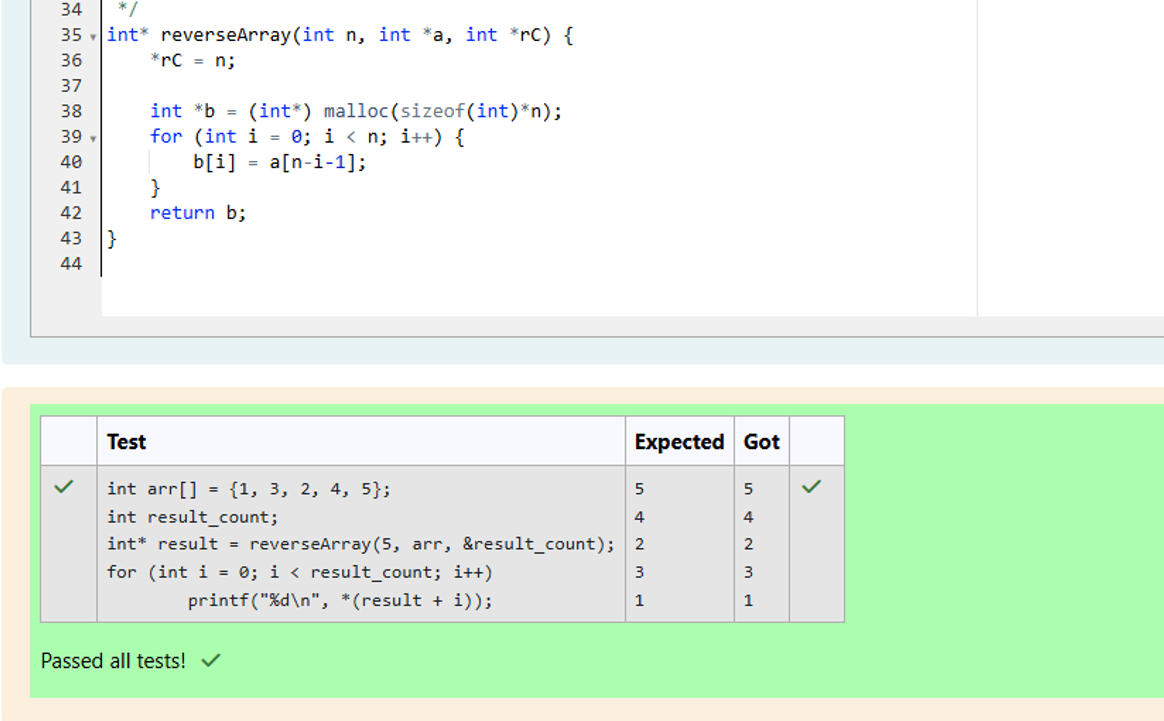 34  */
35 int* reverseArray(int n, int *a, int *rC) {
36     *rC = n;
37
38     int *b = (int*) malloc(sizeof(int)*n);
39     for (int i = 0; i < n; i++) {
40         b[i] = a[n-i-1];
41     }
42     return b;
43 }
44
Test Expected Got
int arr[] = {1, 3, 2, 4, 5}; 5 5
int result_count; 4 4
int* result = reverseArray(5, arr, &result_count); 2 2
for (int i = 0; i < result_count; i++) 3 3
        printf("%d\n", *(result + i)); 1 1
Passed all tests!